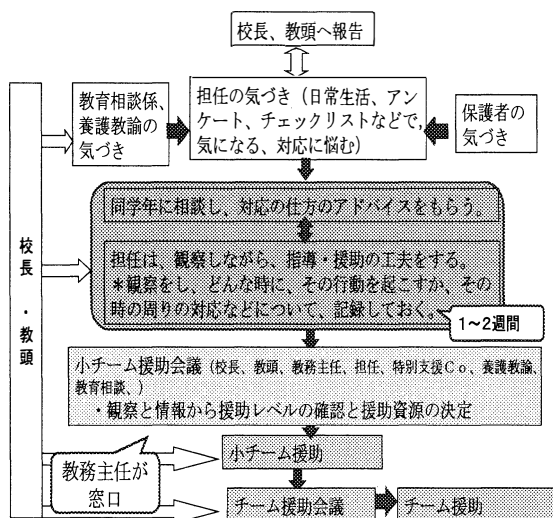 校長、教頭へ報告
教育相談係、
養護教諭の
気づき
担任の気づき（日常生活、アン
ケート、チェックリストなどで，
気になる、対応に悩む）
保護者の
気づき
同学年に相談し、対応の仕方のアドバイスをもらう。
担任は、観察しながら、指導・援助の工夫をする。
＊観察をし、どんな時に、その行動を起こすか、その
時の周りの対応などについて、記録しておく。
1～2週間
校長・教頭
小チーム援助会議（校長、教頭、教務主任、担任、特別支援Ｃｏ、養護教諭、
教育相談、）
・観察と情報から援助レベルの確認と援助資源の決定
教務主任が
窓口
小チーム援助
チーム援助会議
チーム援助